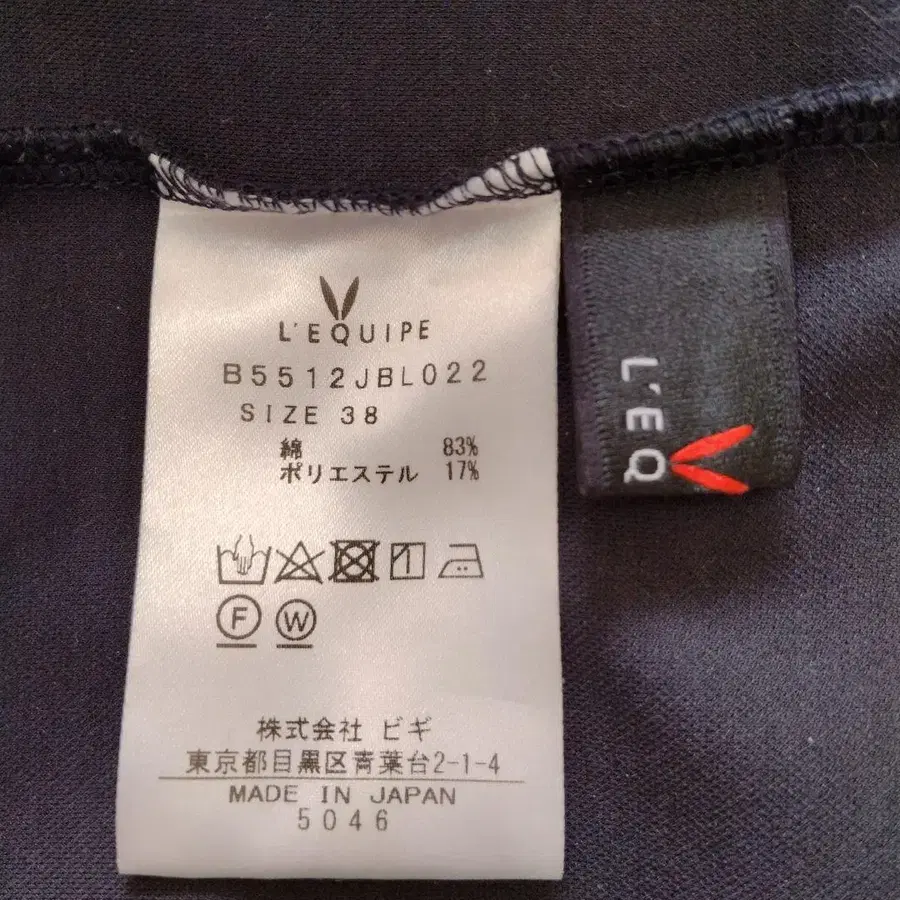 L'EQUIPE
B5512JBL022
SIZE 38
綿 83%
ポリエステル 17%
F W
株式会社 ビギ
東京都目黒区青葉台2-1-4
MADE IN JAPAN
5046
L'EQ